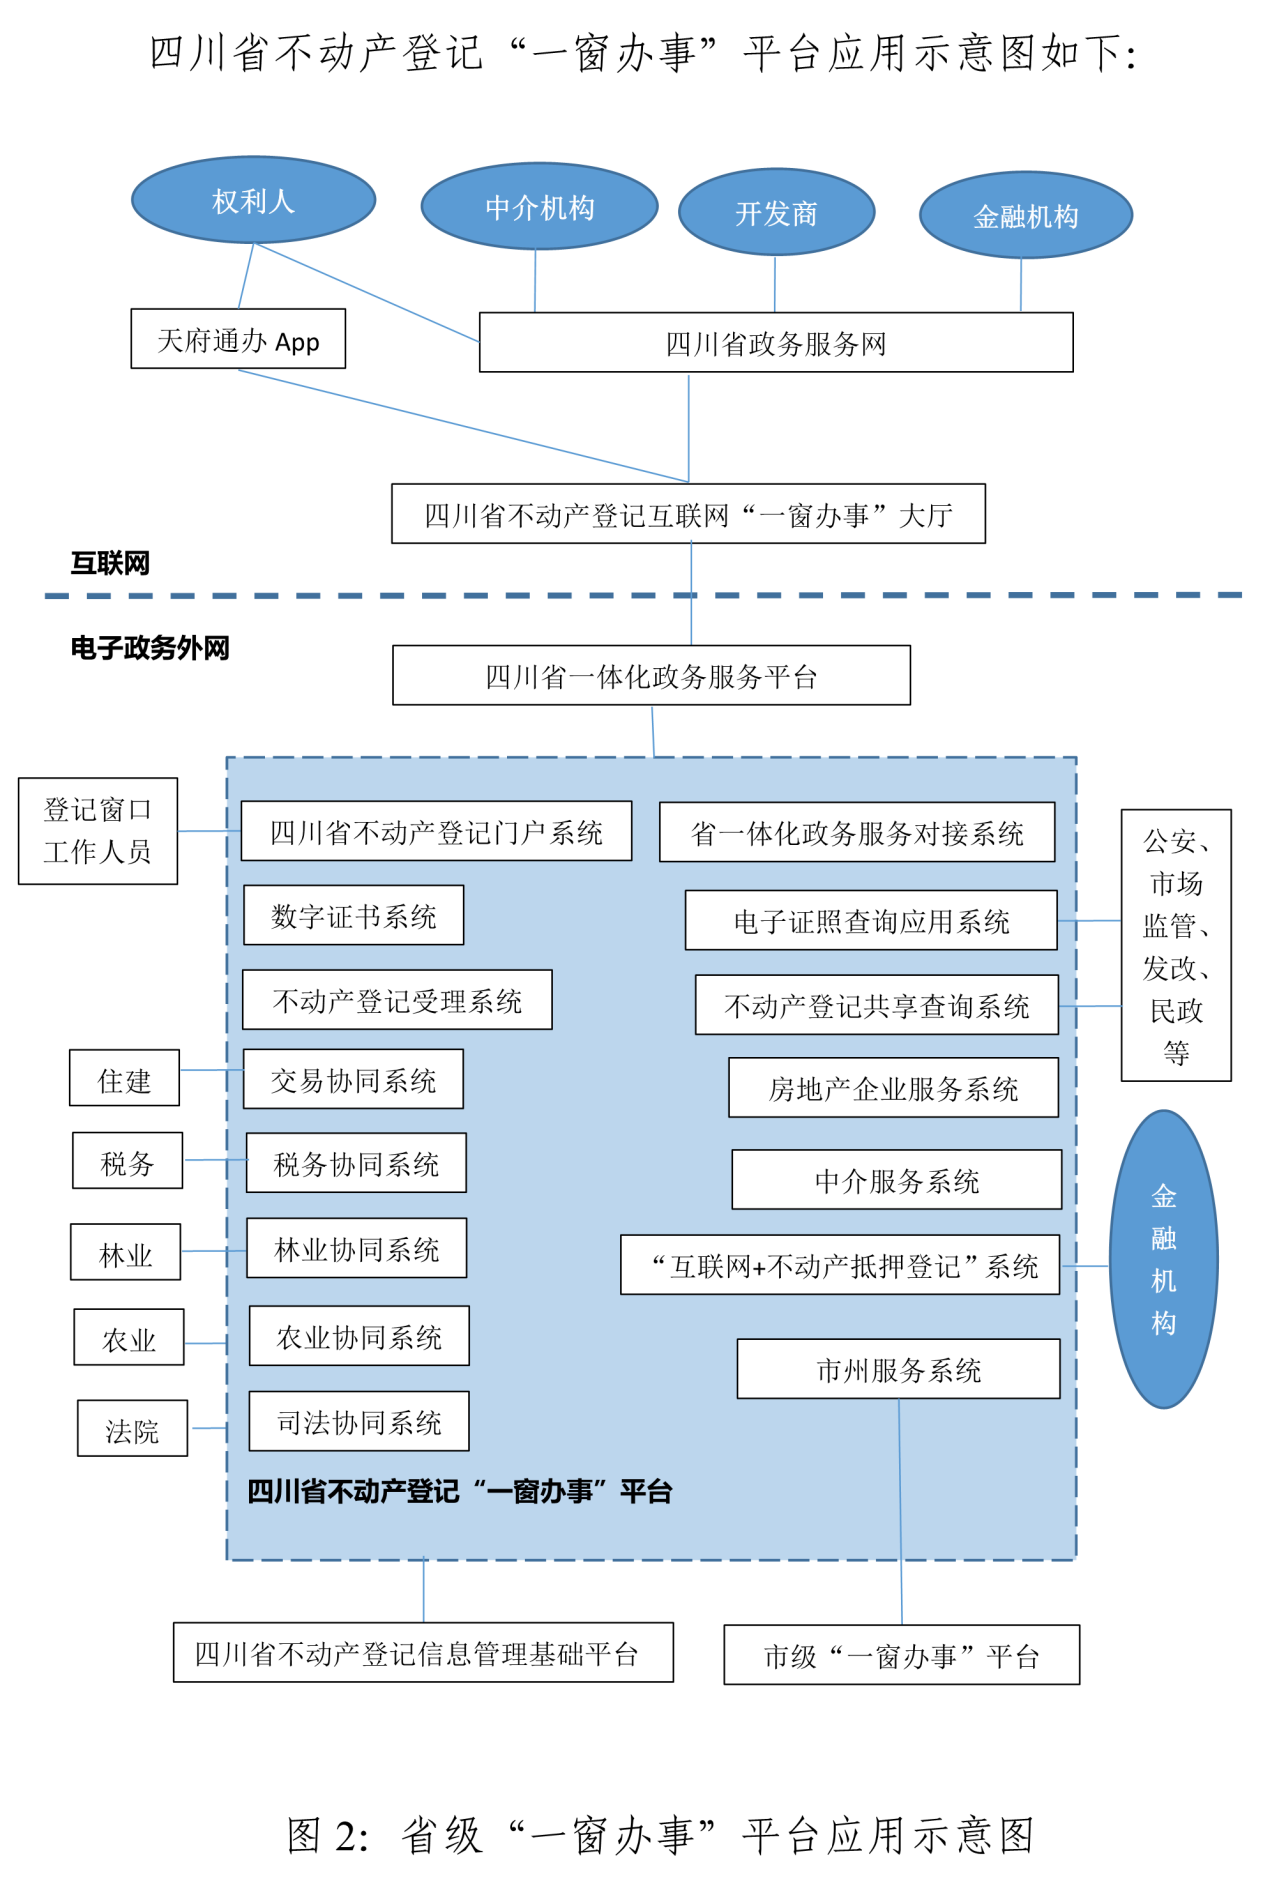 四川省不动产登记“一窗办事”平台应用示意图如下：
权利人
中介机构
开发商
金融机构
天府通办 App
四川省政务服务网
四川省不动产登记互联网“一窗办事”大厅
互联网
电子政务外网
四川省一体化政务服务平台
登记窗口
工作人员
四川省不动产登记门户系统
省一体化政务服务对接系统
公安、
市场
监管、
发改、
民政
等
数字证书系统
电子证照查询应用系统
不动产登记受理系统
不动产登记共享查询系统
住建
交易协同系统
房地产企业服务系统
税务
税务协同系统
中介服务系统
金
融
机
构
林业
林业协同系统
“互联网+不动产抵押登记”系统
农业
农业协同系统
市州服务系统
法院
司法协同系统
四川省不动产登记“一窗办事”平台
四川省不动产登记信息管理基础平台
市级“一窗办事”平台
图 2：省级“一窗办事”平台应用示意图